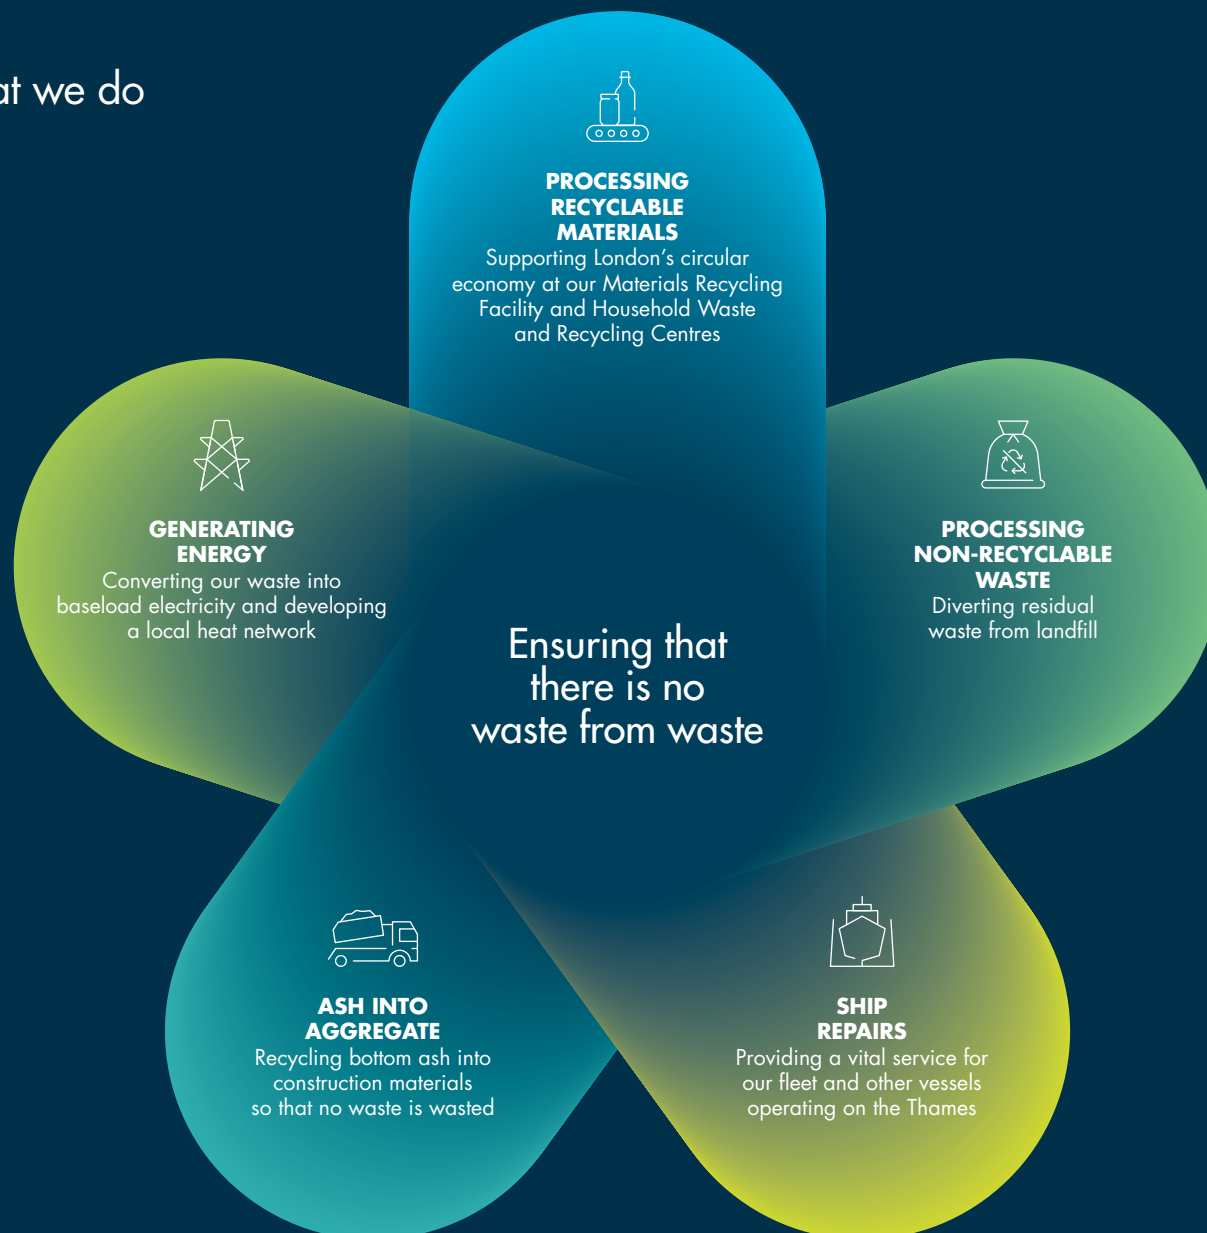 we do
PROCESSING
RECYCLABLE
MATERIALS
Supporting London’s circular
economy at our Materials Recycling
Facility and Household Waste
and Recycling Centres
GENERATING
ENERGY
Converting our waste into
baseload electricity and developing
a local heat network
PROCESSING
NON-RECYCLABLE
WASTE
Diverting residual
waste from landfill
Ensuring that
there is no
waste from waste
ASH INTO
AGGREGATE
Recycling bottom ash into
construction materials
so that no waste is wasted
SHIP
REPAIRS
Providing a vital service for
our fleet and other vessels
operating on the Thames